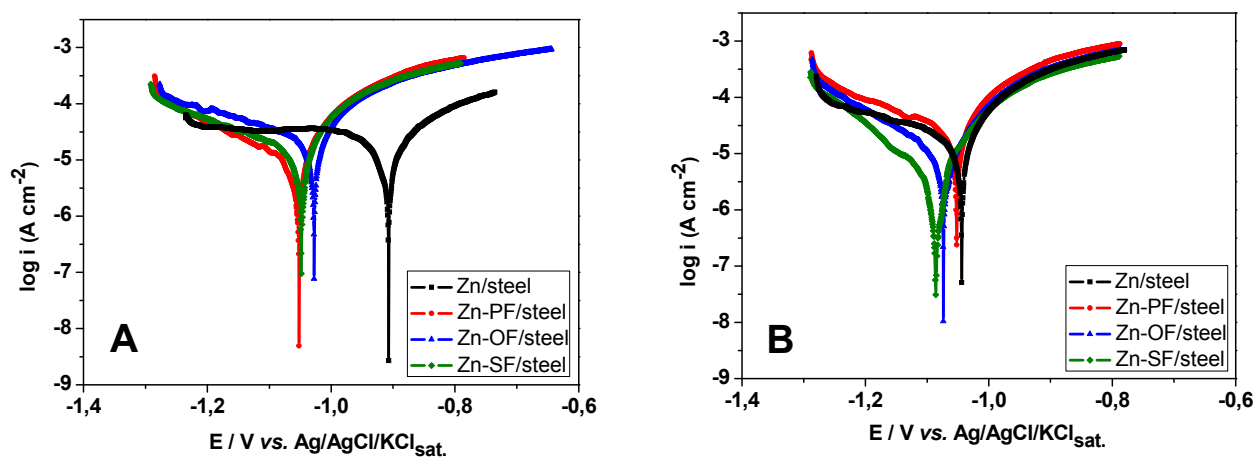 -2
-3
-4
-5
-6
-7
-8
-9
log i (A cm-2)
A
Zn/steel
Zn-PF/steel
Zn-OF/steel
Zn-SF/steel
-1,4 -1,2 -1,0 -0,8 -0,6
E / V vs. Ag/AgCl/KClsat.
-2
-3
-4
-5
-6
-7
-8
-9
log i (A cm-2)
B
Zn/steel
Zn-PF/steel
Zn-OF/steel
Zn-SF/steel
-1,4 -1,2 -1,0 -0,8 -0,6
E / V vs. Ag/AgCl/KClsat.